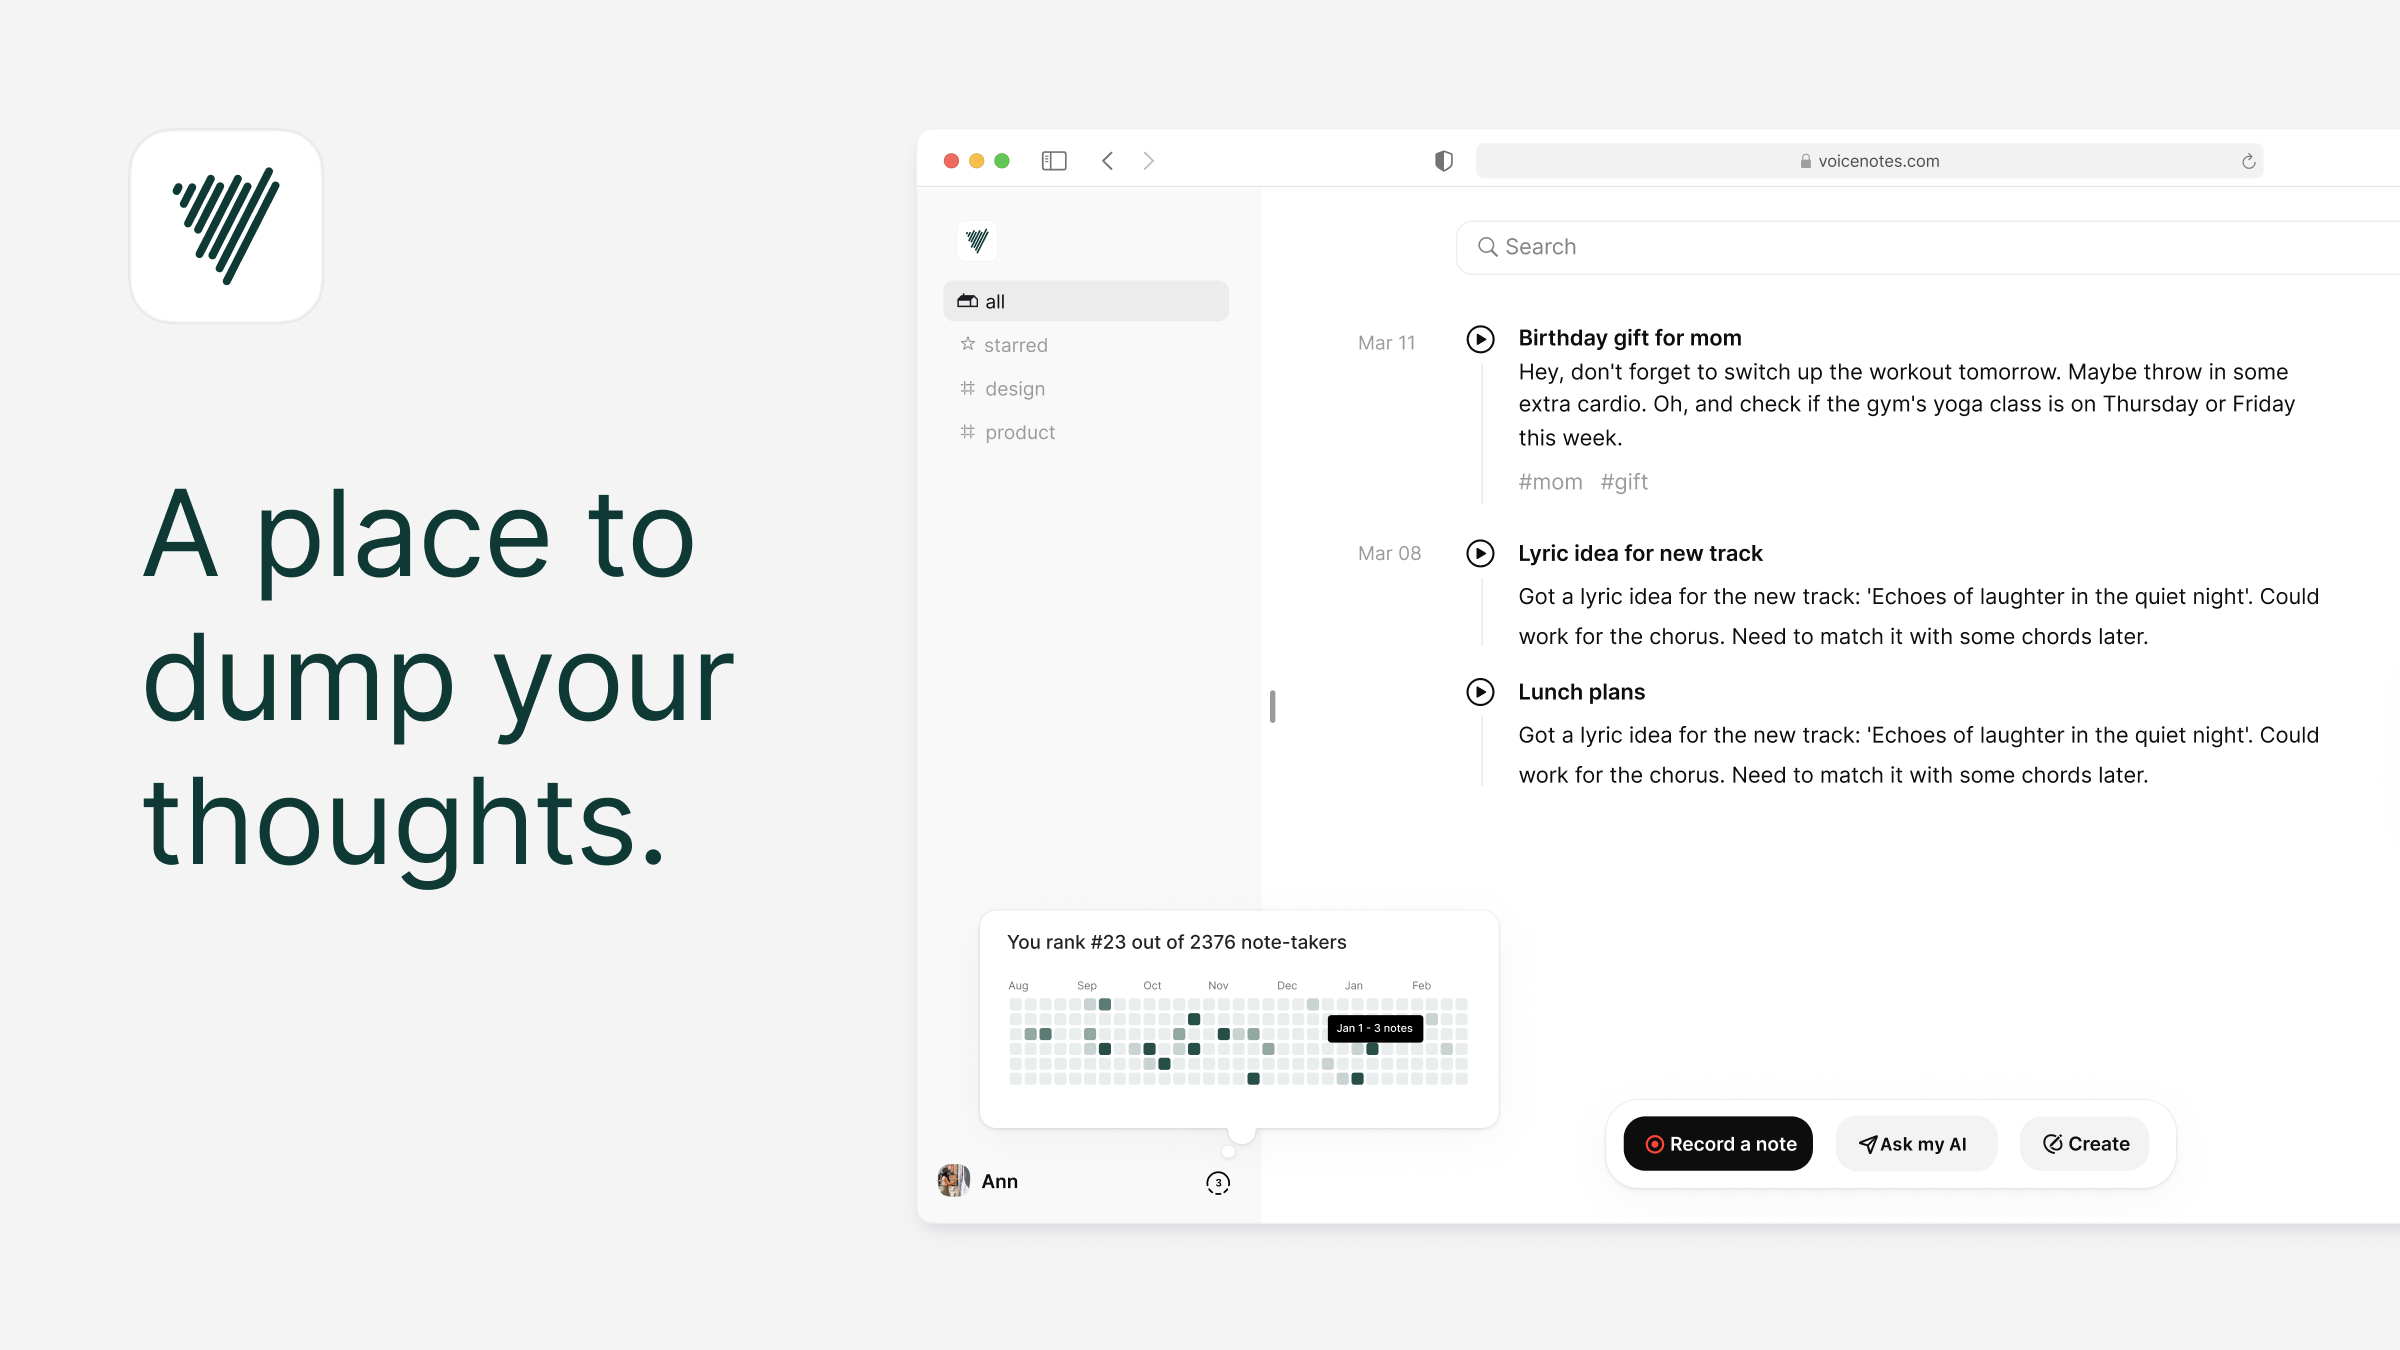 A place to
dump your
thoughts.
voicenotes.com
all
starred
design
product
Search
Mar 11
Birthday gift for mom
Hey, don't forget to switch up the workout tomorrow. Maybe throw in some
extra cardio. Oh, and check if the gym's yoga class is on Thursday or Friday
this week.
#mom #gift
Mar 08
Lyric idea for new track
Got a lyric idea for the new track: 'Echoes of laughter in the quiet night'. Could
work for the chorus. Need to match it with some chords later.
Lunch plans
Got a lyric idea for the new track: 'Echoes of laughter in the quiet night'. Could
work for the chorus. Need to match it with some chords later.
You rank #23 out of 2376 note-takers
Aug Sep Oct Nov Dec Jan Feb
Jan 1 - 3 notes
Ann
3
Record a note
Ask my AI
Create